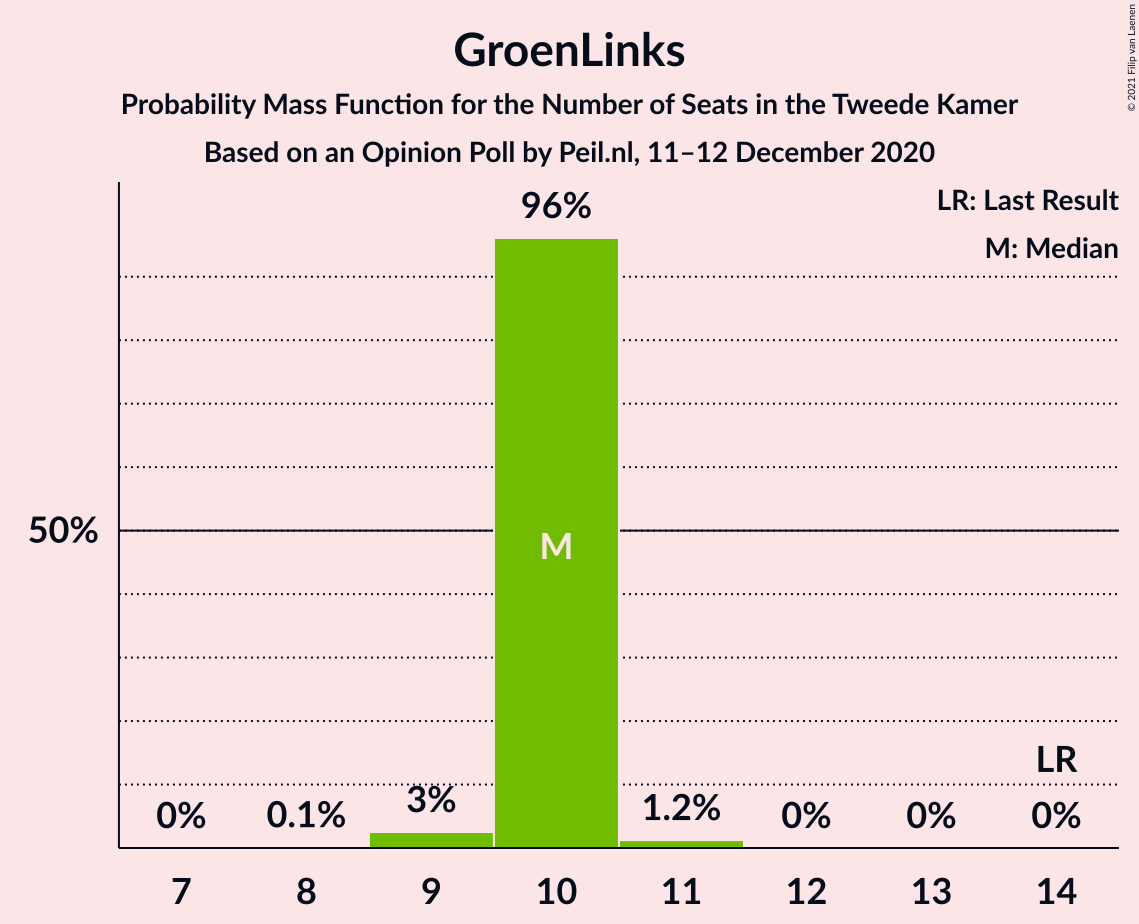 GroenLinks
Probability Mass Function for the Number of Seats in the Tweede Kamer
Based on an Opinion Poll by Peil.nl, 11–12 December 2020
© 2021 Filip van Laenen
LR: Last Result
M: Median
96%
50%
M
LR
0%
0.1%
3%
1.2%
0%
0%
0%
7
8
9
10
11
12
13
14